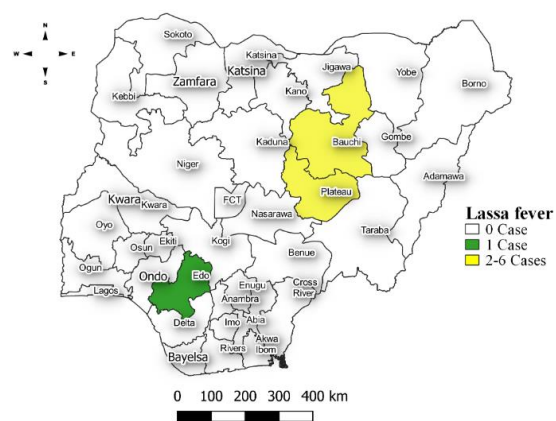 N
W
E
S
Sokoto
Katsina
Katsina
Jigawa
Yobe
Borno
Zamfara
Kebbi
Kano
Kaduna
Bauchi
Gombe
Adamawa
Niger
Plateau
FCT
Kwara
Kwara
Nasarawa
Taraba
Oyo
Ekiti
Osun
Kogi
Benue
Ogun
Ondo
Edo
Enugu
Anambra
Cross
River
Lagos
Delta
Imo
Abia
Bayelsa
Rivers
Akwa
Ibom
Lassa fever
0 Case
1 Case
2-6 Cases
0 100 200 300 400 km